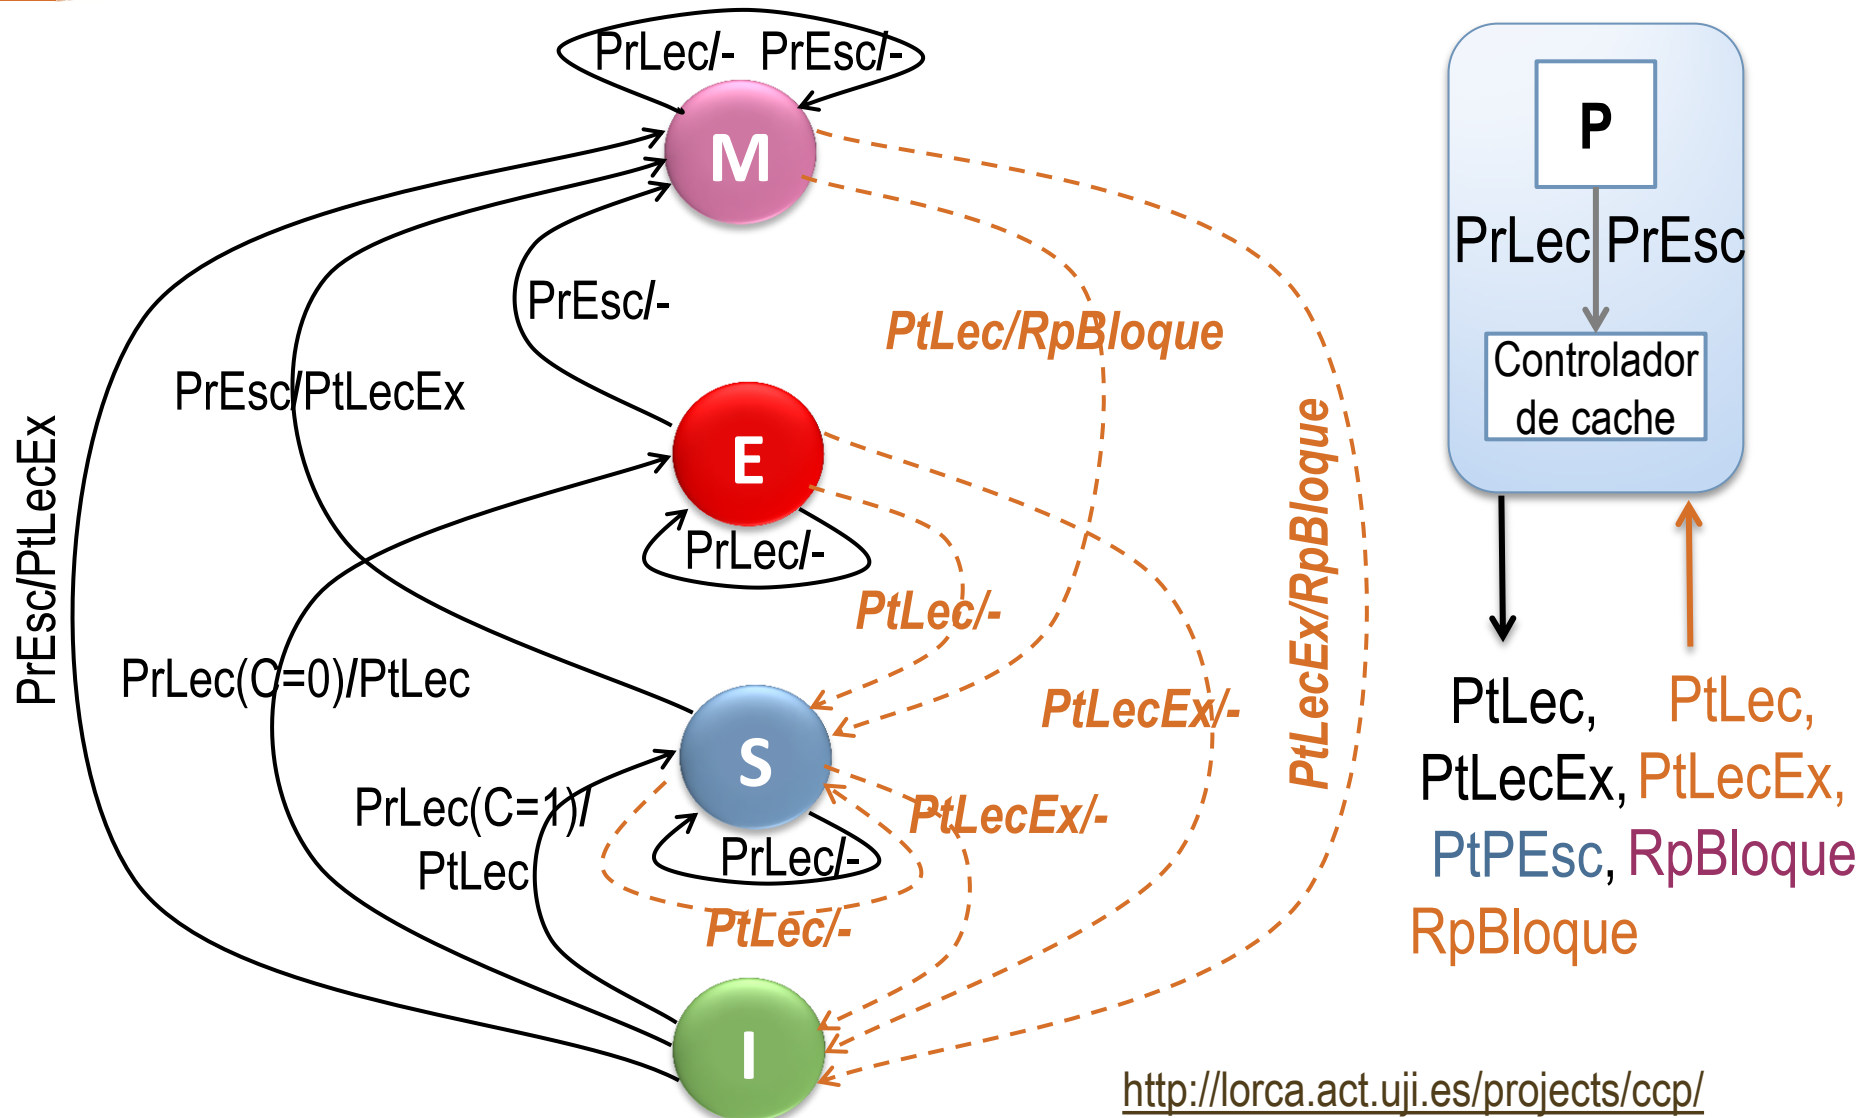 PrLec/- PrEsc/-
M
P
PrLec PrEsc
PrEsc/-
PtLec/RpBloque
Controlador
de cache
PrEsc/PtLecEx
PrEsc/PtLecEx
PtLecEx/RpBloque
E
PrLec/-
PtLec/-
PrLec(C=0)/PtLec
PtLecEx/-
S
PrLec(C=1)/
PtLec
PrLec/-
PtLecEx/-
PtLec/-
I
PtLec, PtLec,
PtLecEx, PtLecEx,
PtPEsc, RpBloque
RpBloque
http://lorca.act.uji.es/projects/ccp/